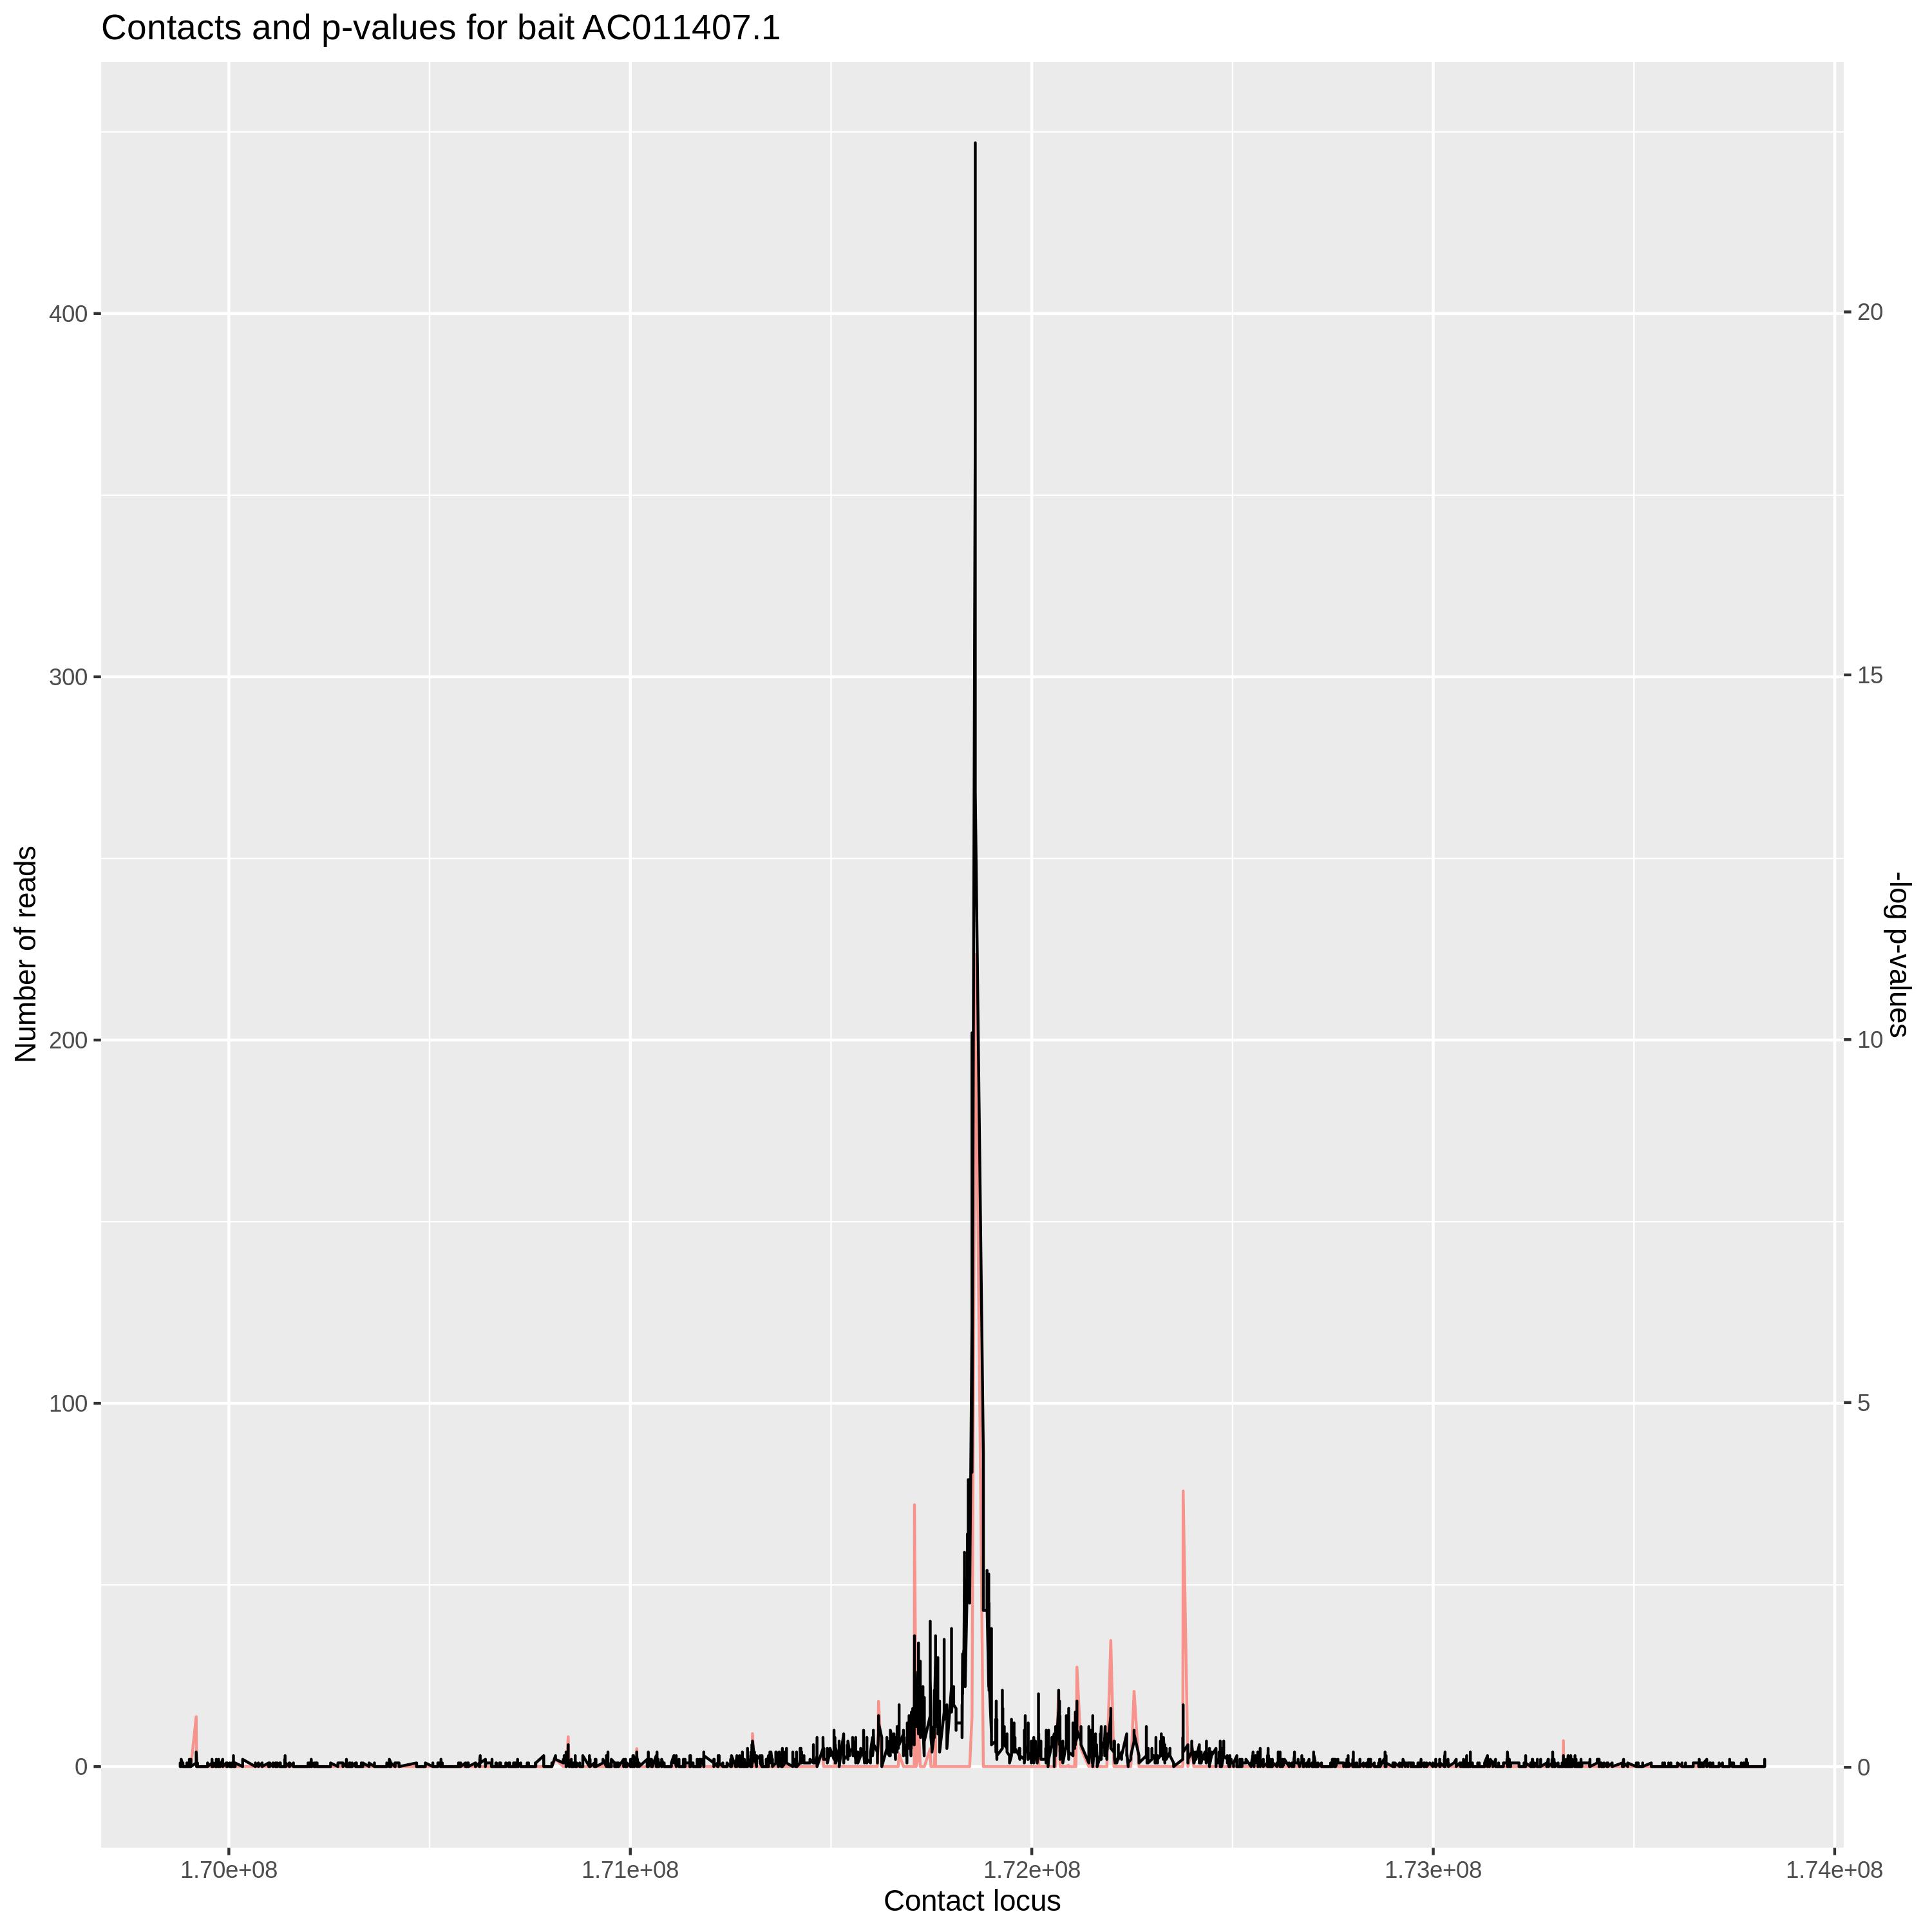 Contacts and p-values for bait AC011407.1
400
300
200
100
0
20
15
10
5
0
Number of reads
-log p-values
1.70e+08
1.71e+08
1.72e+08
1.73e+08
1.74e+08
Contact locus